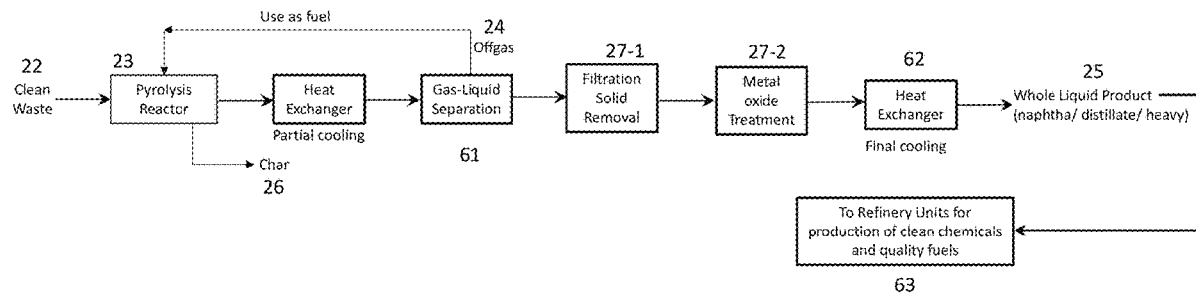 Use as fuel
24
Offgas
22
Clean
Waste
23
Pyrolysis
Reactor
Heat
Exchanger
Partial cooling
Gas-Liquid
Separation
61
27-1
Filtration
Solid
Removal
27-2
Metal
oxide
Treatment
62
Heat
Exchanger
Final cooling
25
Whole Liquid Product
(naphtha/ distillate/ heavy)
Char
26
To Refinery Units for
production of clean chemicals
and quality fuels
63